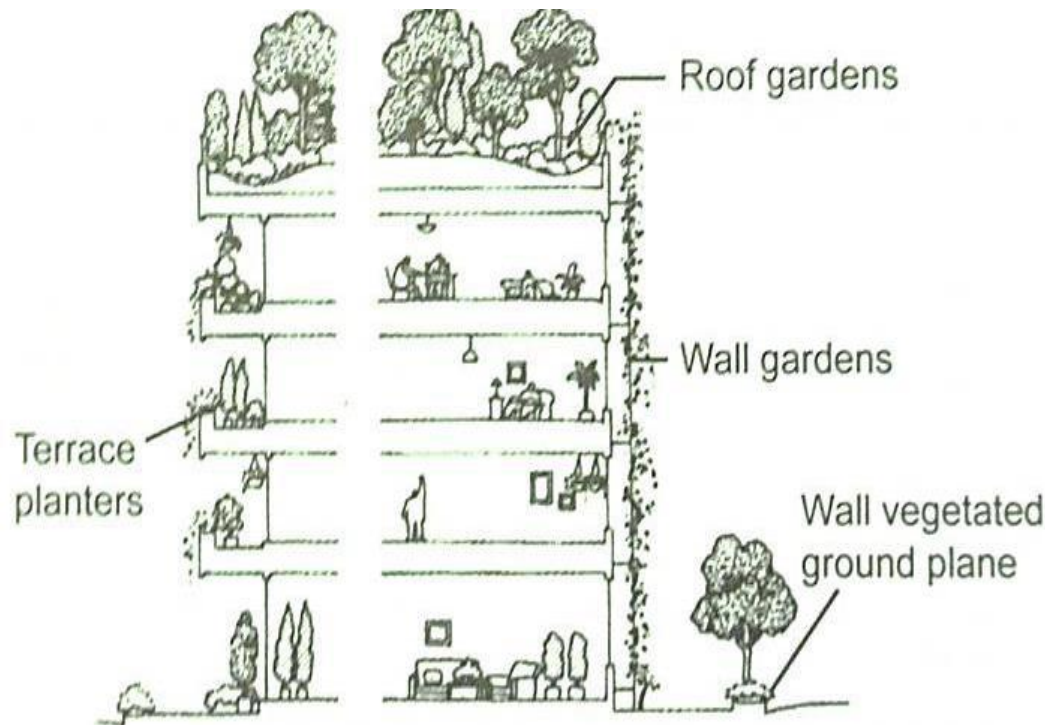 Roof gardens
Wall gardens
Terrace
planters
Wall vegetated
ground plane